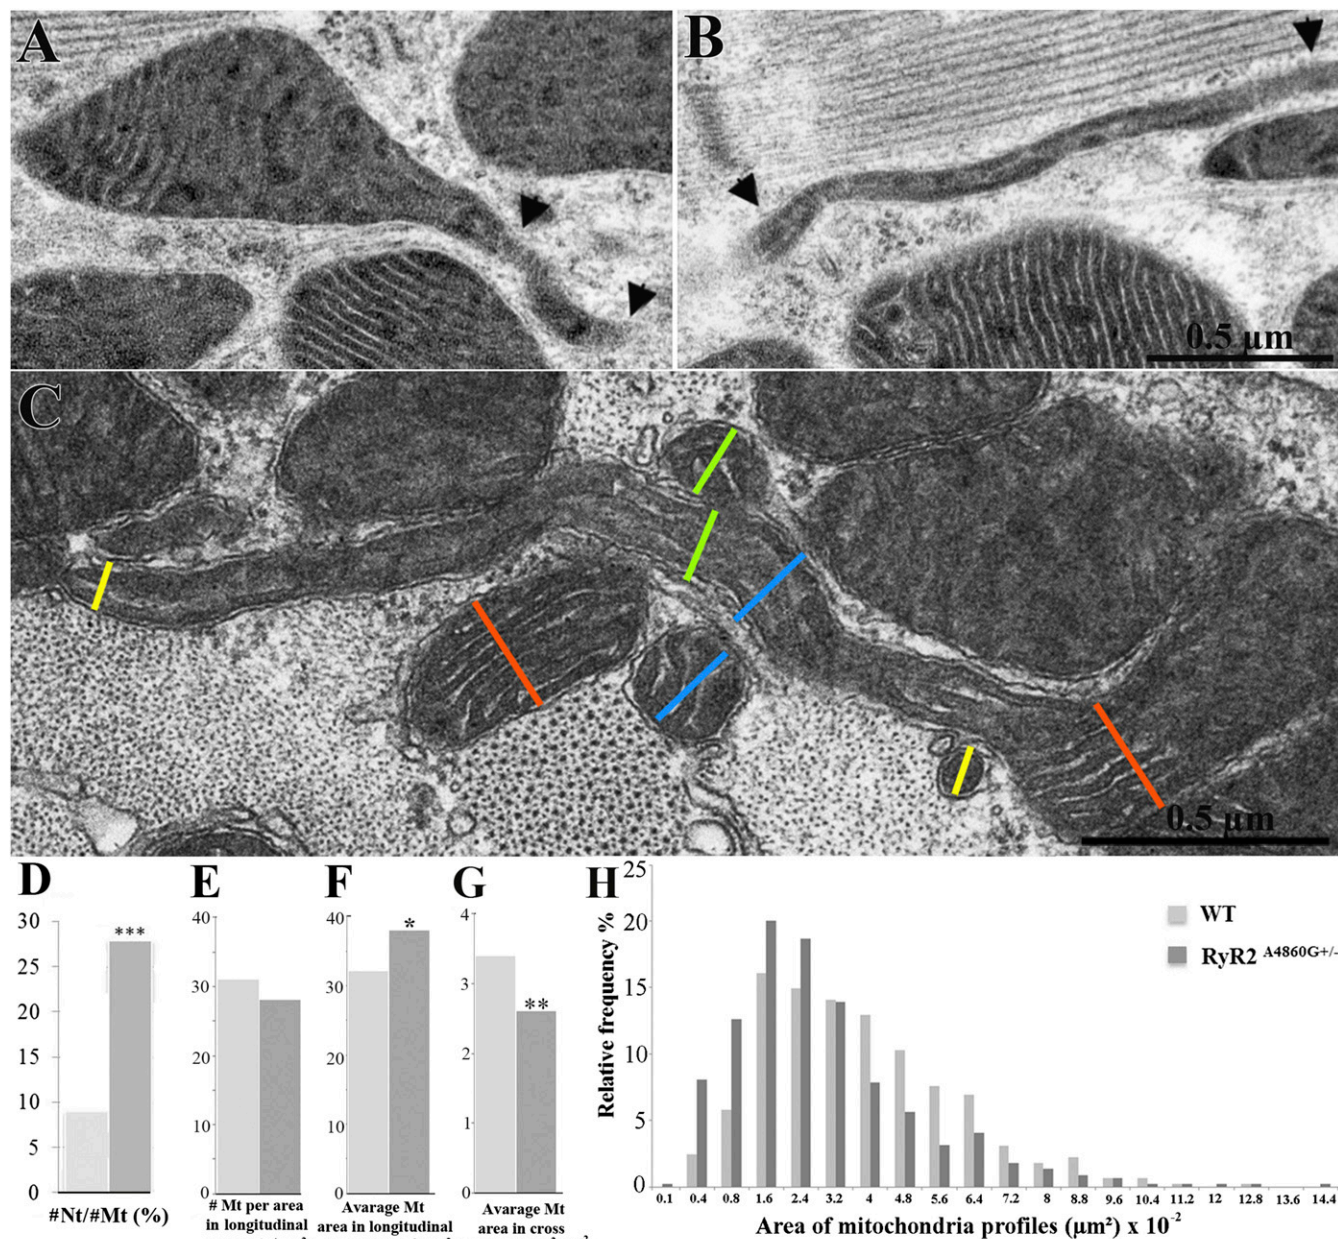 A
B
0.5 µm
C
0.5 µm
D
30
25
20
15
10
5
0
***
#Nt/#Mt (%)
E
40
30
20
10
0
# Mt per area
in longitudinal
F
40
30
20
10
0
*
Avarage Mt
area in longitudinal
G
4
3
2
1
0
**
Avarage Mt
area in cross
H
25
20
15
10
5
0
Relative frequency %
WT
RyR2 A4860G+/-
0.1 0.4 0.8 1.6 2.4 3.2 4 4.8 5.6 6.4 7.2 8 8.8 9.6 10.4 11.2 12 12.8 13.6 14.4
Area of mitochondria profiles (µm²) x 10⁻²